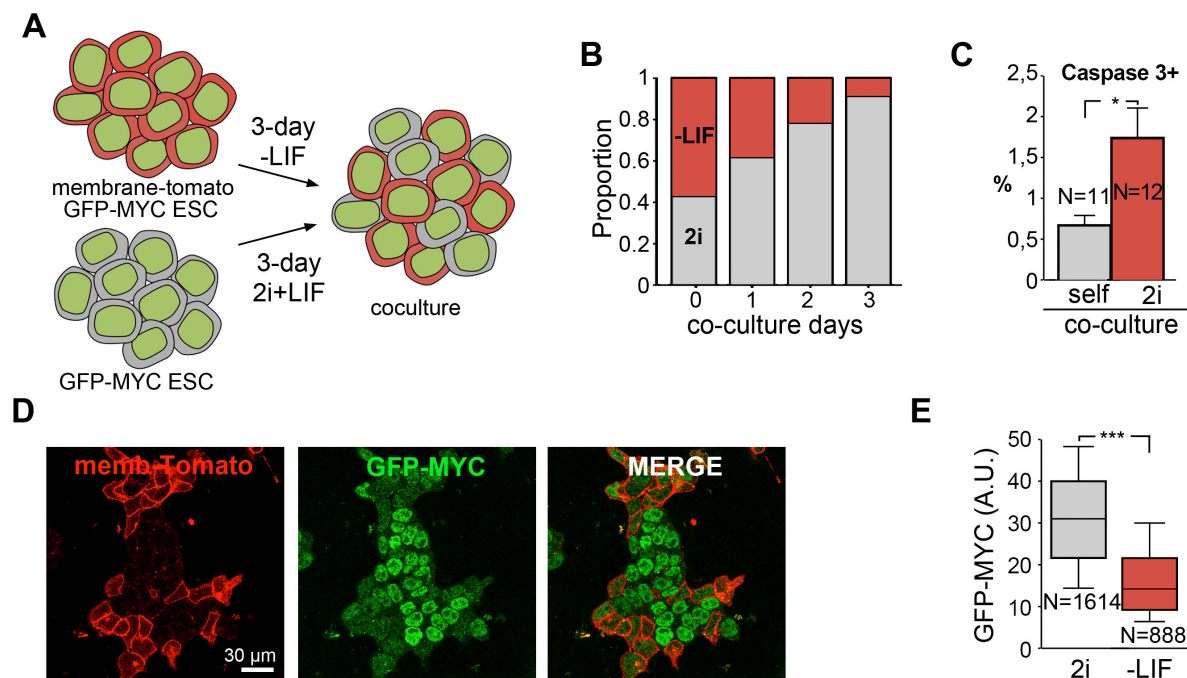 A
3-day
-LIF
membrane-tomato
GFP-MYC ESC
3-day
2i+LIF
GFP-MYC ESC
coculture
B
Proportion
1
0.8
0.6
0.4
0.2
0
-LIF
2i
0 1 2 3
co-culture days
C
Caspase 3+
%
2,5
2
1,5
1
0,5
0
*
N=11
N=12
self 2i
co-culture
D
memb-Tomato
GFP-MYC
MERGE
30 µm
E
GFP-MYC (A.U.)
50
40
30
20
10
0
***
N=1614
N=888
2i -LIF